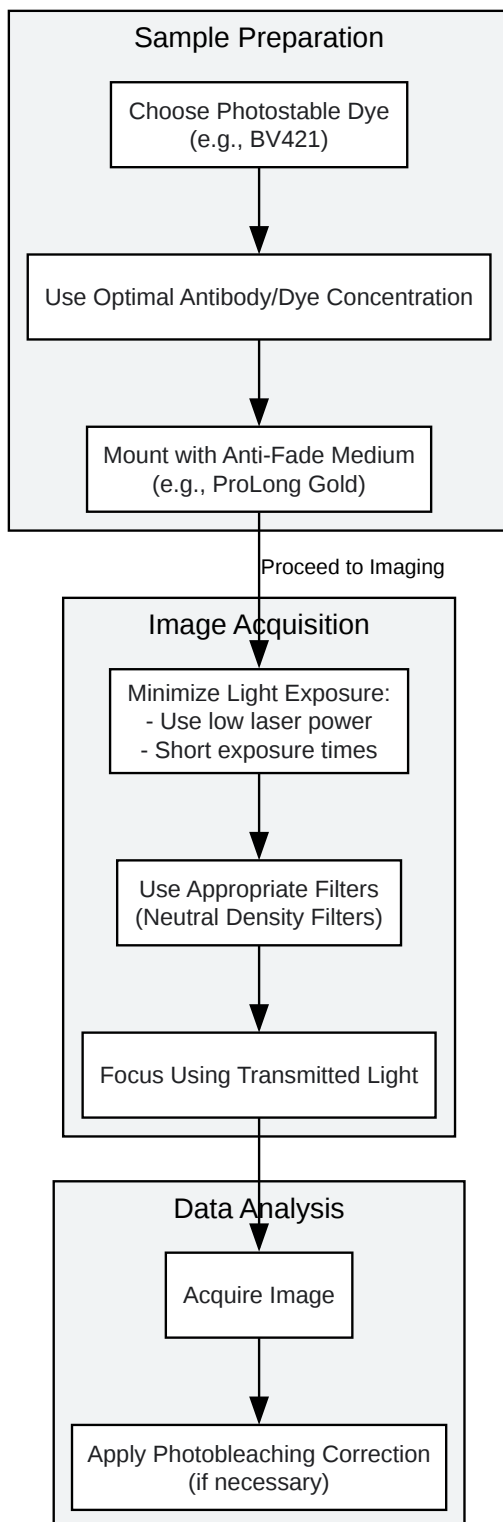 Sample Preparation
Choose Photostable Dye
(e.g., BV421)
Use Optimal Antibody/Dye Concentration
Mount with Anti-Fade Medium
(e.g., ProLong Gold)
Proceed to Imaging
Image Acquisition
Minimize Light Exposure:
- Use low laser power
- Short exposure times
Use Appropriate Filters
(Neutral Density Filters)
Focus Using Transmitted Light
Data Analysis
Acquire Image
Apply Photobleaching Correction
(if necessary)